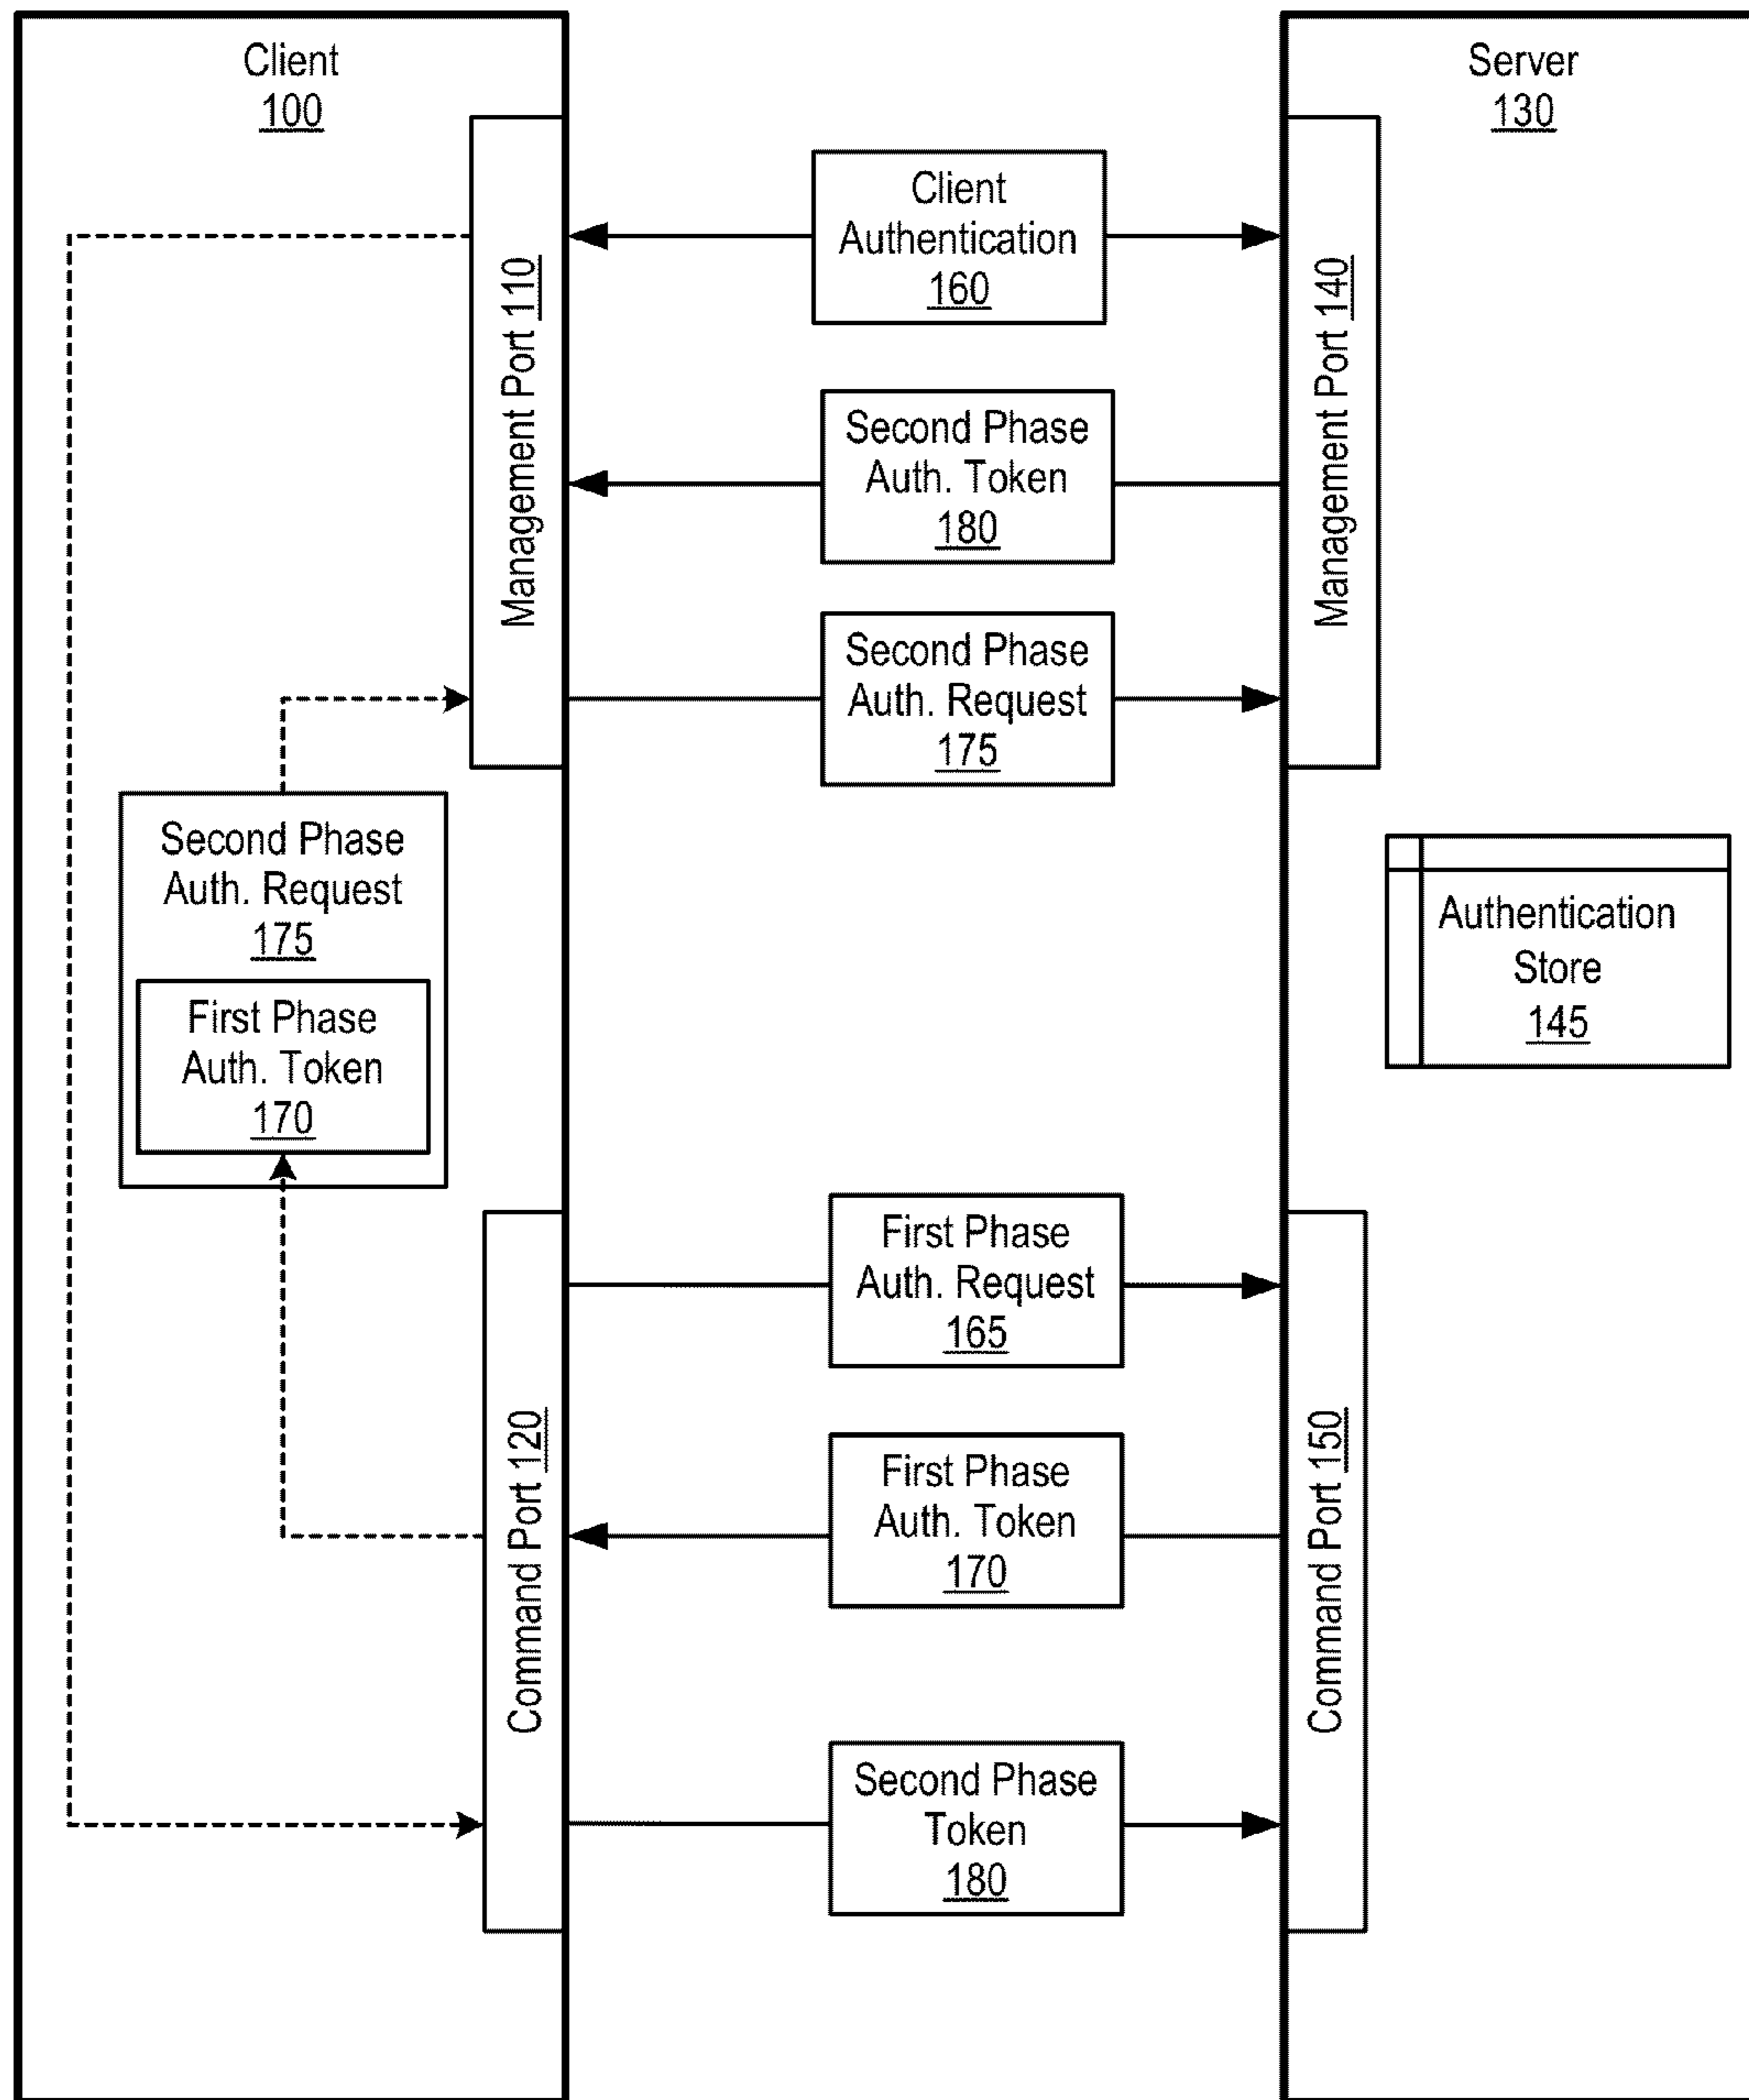 Client
100
Server
130
Management Port 110
Client
Authentication
160
Management Port 140
Second Phase
Auth. Token
180
Second Phase
Auth. Request
175
Second Phase
Auth. Request
175
First Phase
Auth. Token
170
Authentication
Store
145
Command Port 120
First Phase
Auth. Request
165
Command Port 150
First Phase
Auth. Token
170
Second Phase
Token
180